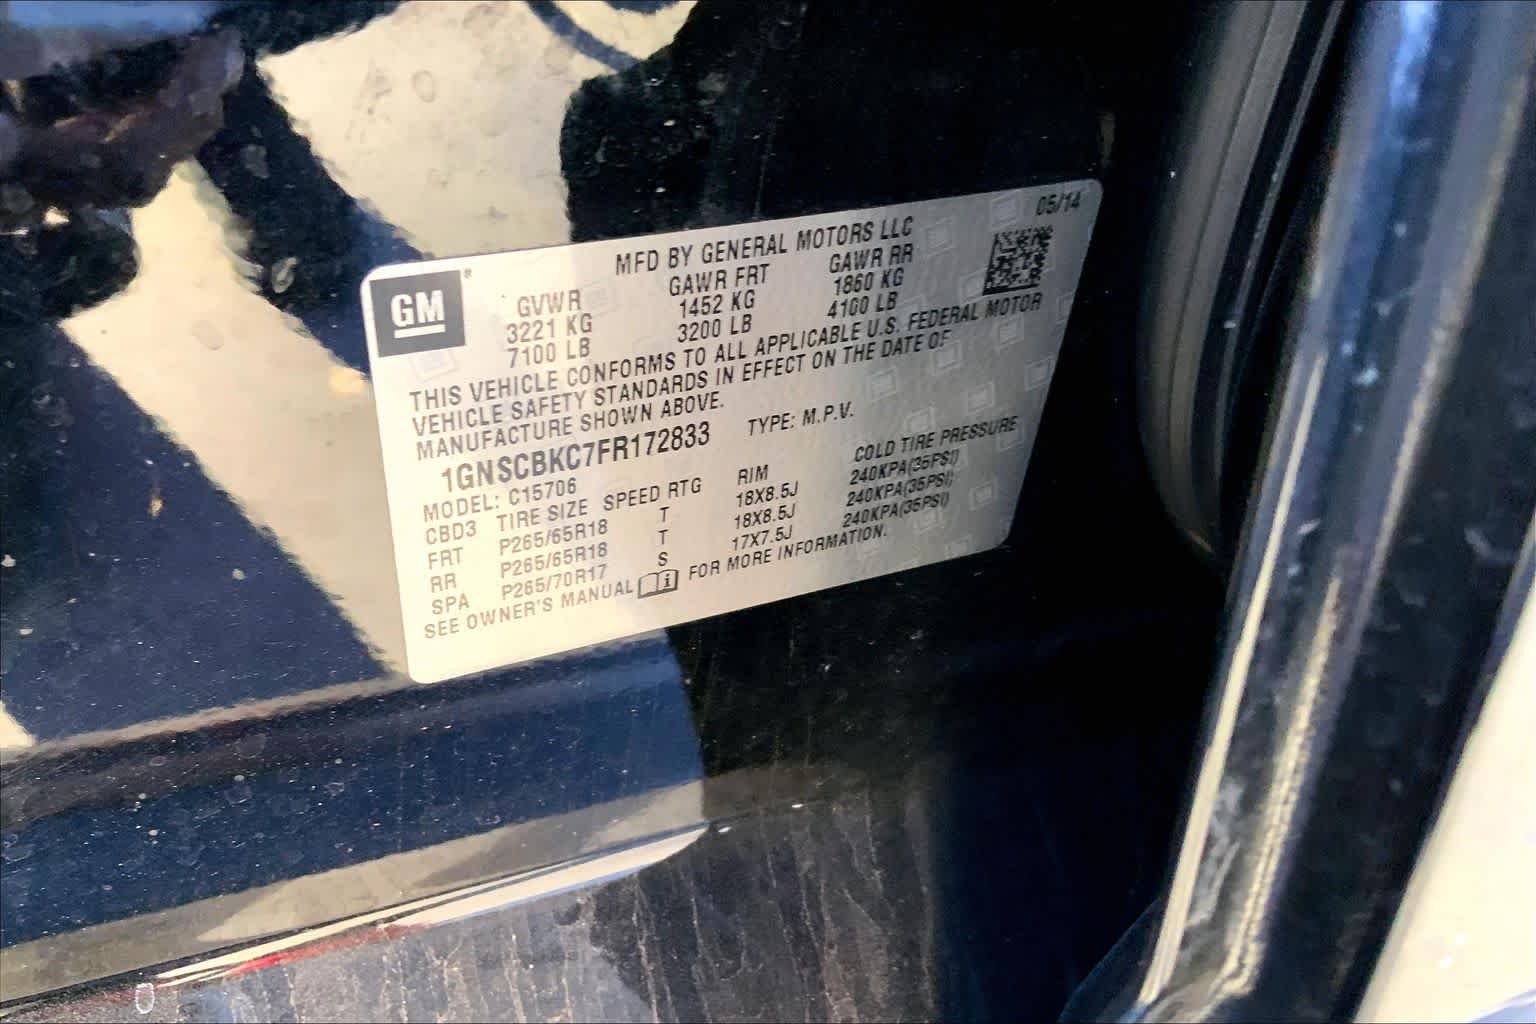 05/14
MFD BY GENERAL MOTORS LLC
GM®
GVWR GAWR FRT GAWR RR
3221 KG 1452 KG 1860 KG
7100 LB 3200 LB 4100 LB
THIS VEHICLE CONFORMS TO ALL APPLICABLE U.S. FEDERAL MOTOR
VEHICLE SAFETY STANDARDS IN EFFECT ON THE DATE OF
MANUFACTURE SHOWN ABOVE.
1GNSCBKC7FR172833 TYPE: M.P.V.
MODEL: C15706
CBD3 TIRE SIZE SPEED RTG RIM COLD TIRE PRESSURE
FRT P265/65R18 T 18X8.5J 240KPA(35PSI)
RR P265/65R18 T 18X8.5J 240KPA(35PSI)
SPA P265/70R17 S 17X7.5J 240KPA(35PSI)
SEE OWNER'S MANUAL FOR MORE INFORMATION.